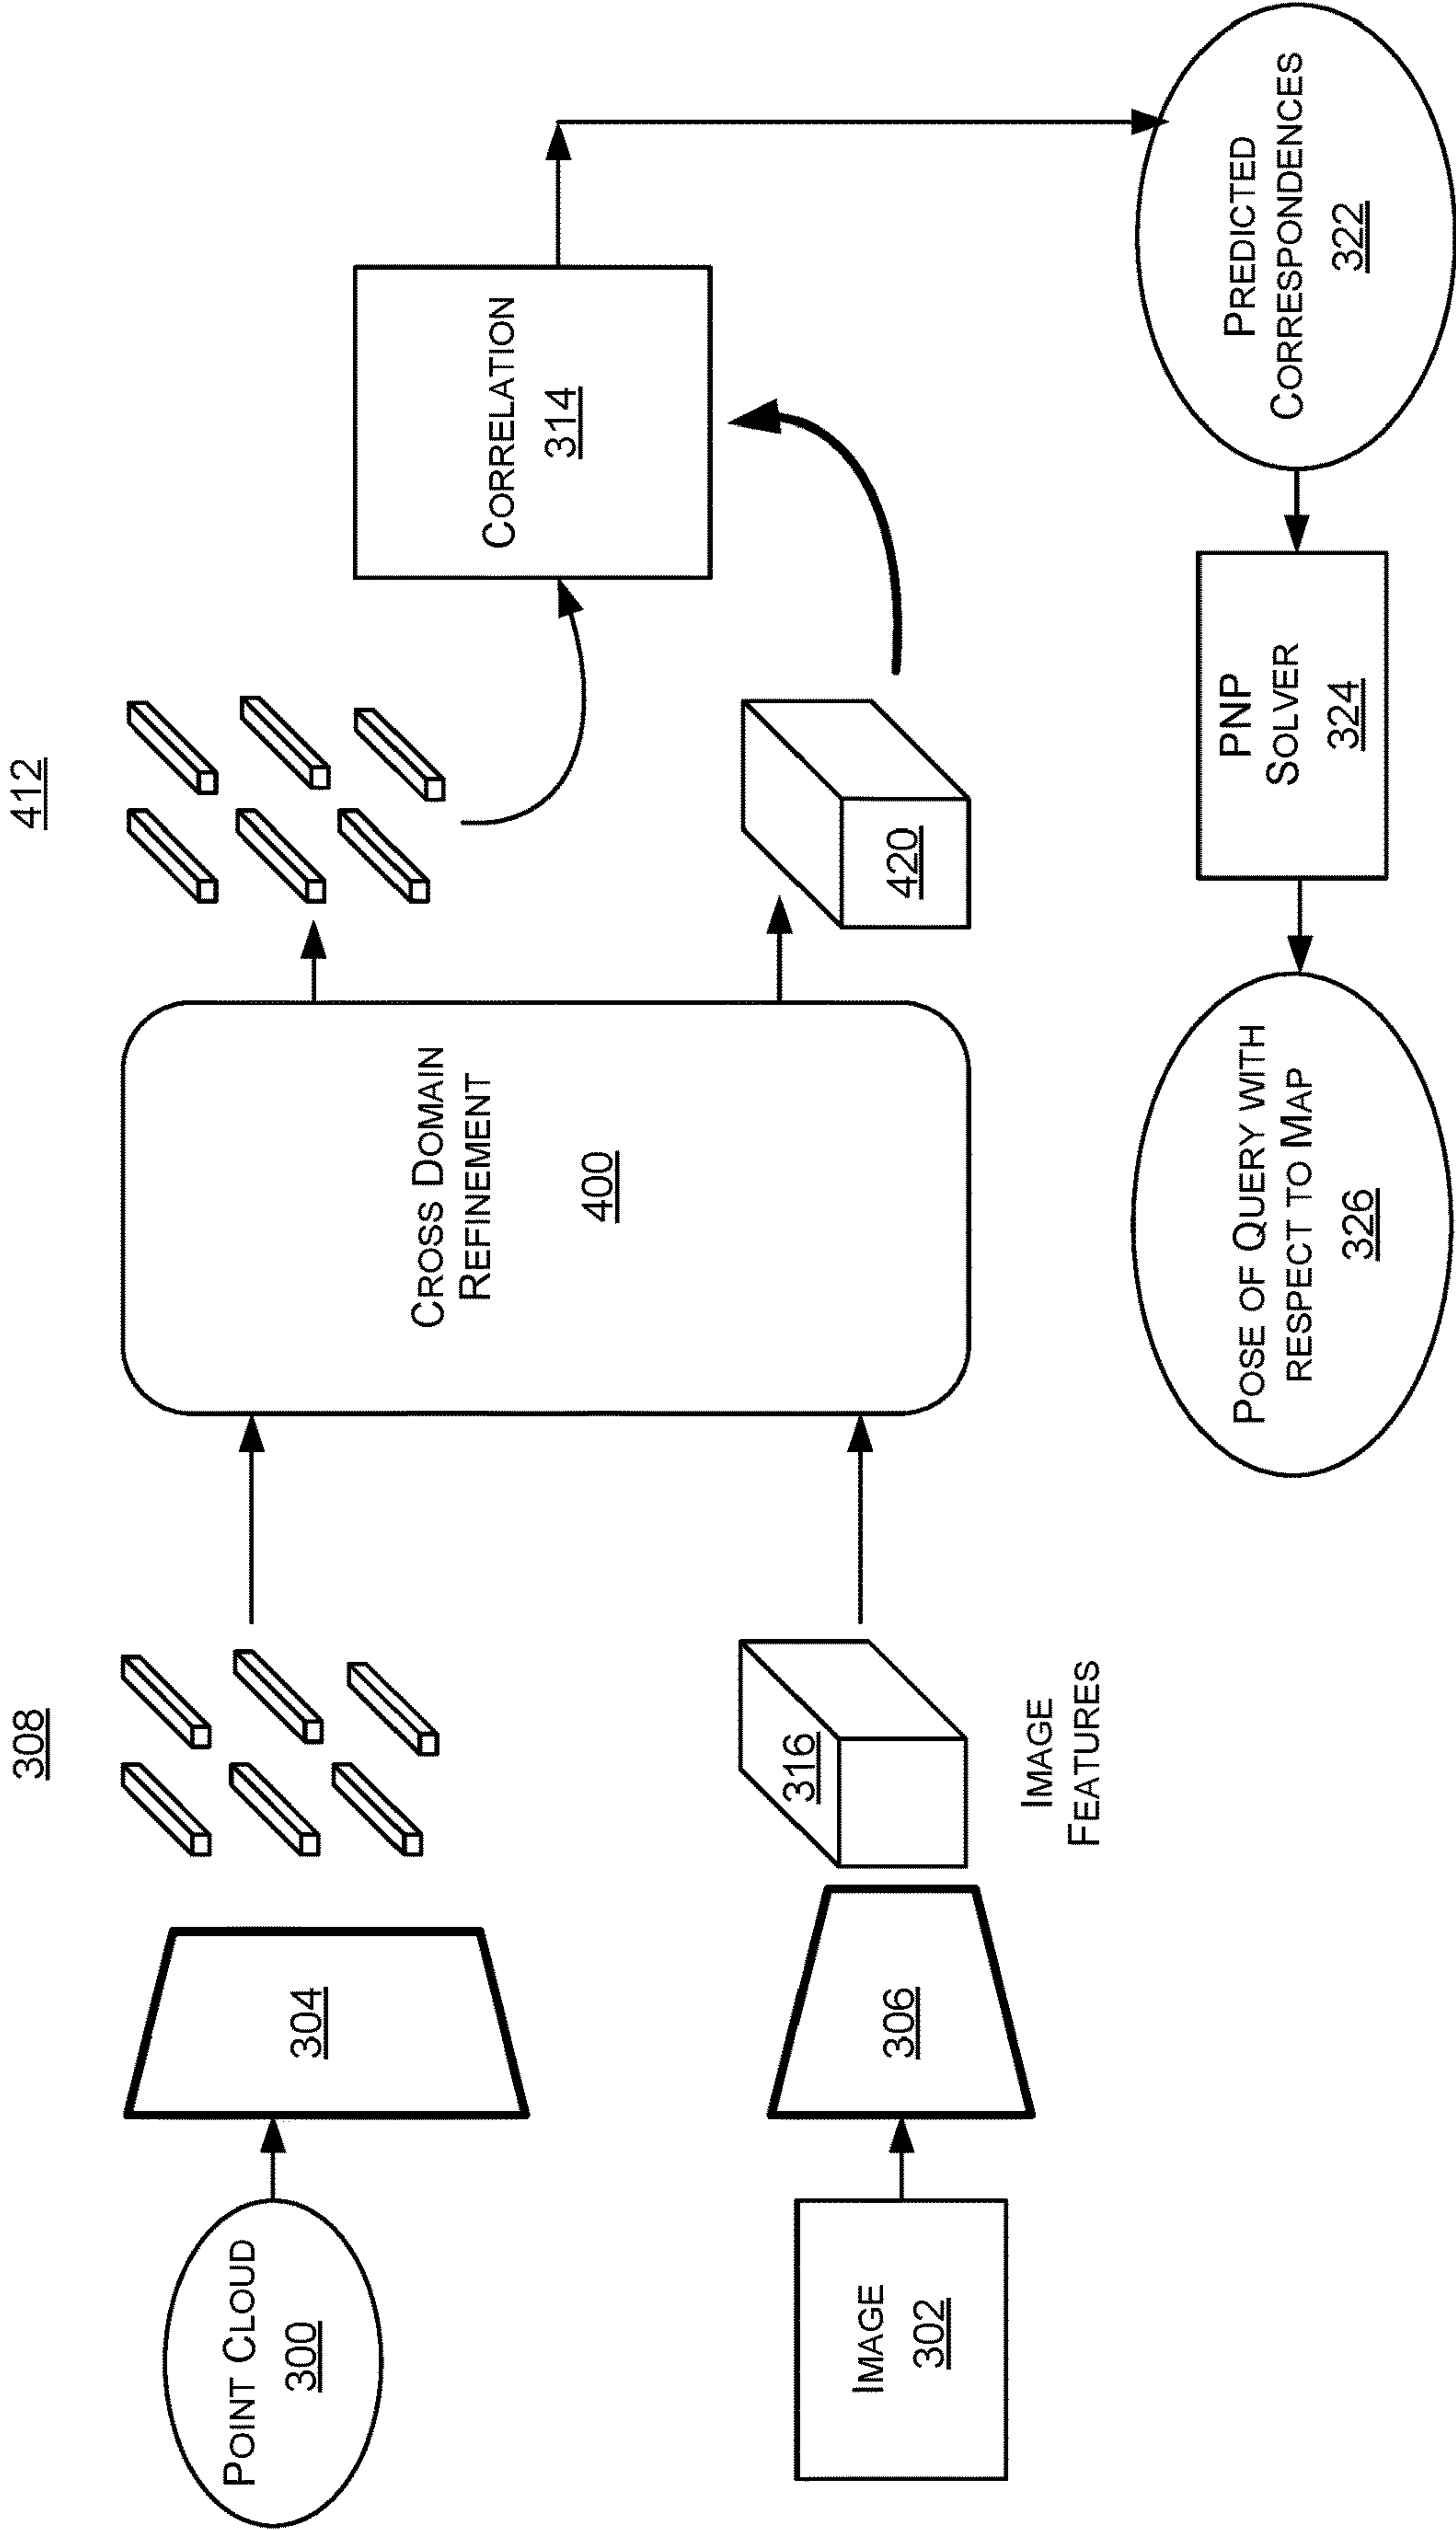 308
412
POINT CLOUD
300
304
CROSS DOMAIN
REFINEMENT
400
CORRELATION
314
IMAGE
302
306
316
IMAGE
FEATURES
420
POSE OF QUERY WITH
RESPECT TO MAP
326
PNP
SOLVER
324
PREDICTED
CORRESPONDENCES
322